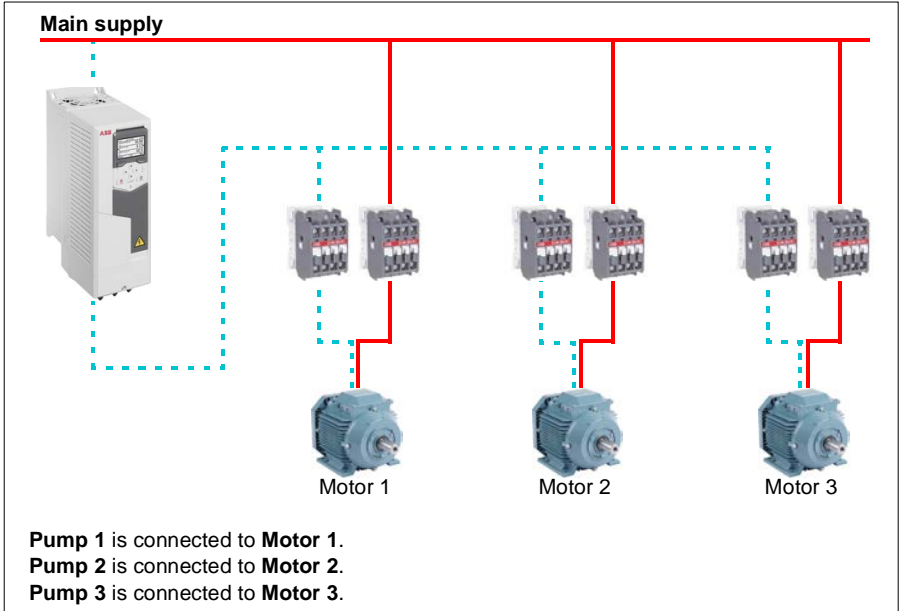 Main supply
ABB
Motor 1
Motor 2
Motor 3
Pump 1 is connected to Motor 1.
Pump 2 is connected to Motor 2.
Pump 3 is connected to Motor 3.